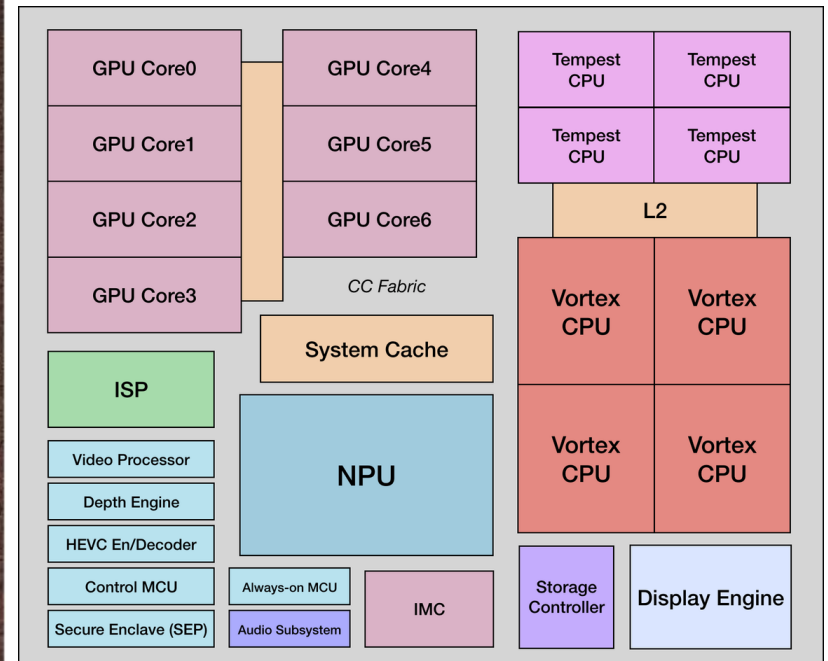 GPU Core0
GPU Core1
GPU Core2
GPU Core3
GPU Core4
GPU Core5
GPU Core6
CC Fabric
System Cache
Tempest
CPU
Tempest
CPU
Tempest
CPU
Tempest
CPU
L2
Vortex
CPU
Vortex
CPU
Vortex
CPU
Vortex
CPU
ISP
Video Processor
Depth Engine
HEVC En/Decoder
Control MCU
Secure Enclave (SEP)
NPU
Always-on MCU
Audio Subsystem
IMC
Storage
Controller
Display Engine